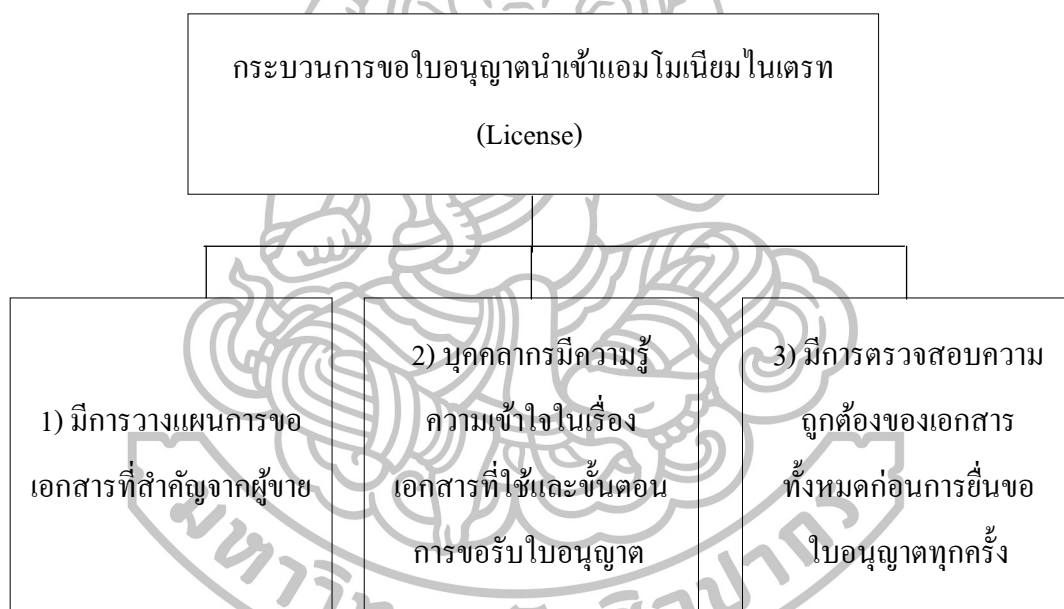 กระบวนการขอใบอนุญาตนำเข้าแอมโมเนียมไนเตรท
(License)
1) มีการวางแผนการขอ
เอกสารที่สำคัญจากผู้ขาย
2) บุคคลากรมีความรู้
ความเข้าใจในเรื่อง
เอกสารที่ใช้และขั้นตอน
การขอรับใบอนุญาต
3) มีการตรวจสอบความ
ถูกต้องของเอกสาร
ทั้งหมดก่อนการยื่นขอ
ใบอนุญาตทุกครั้ง